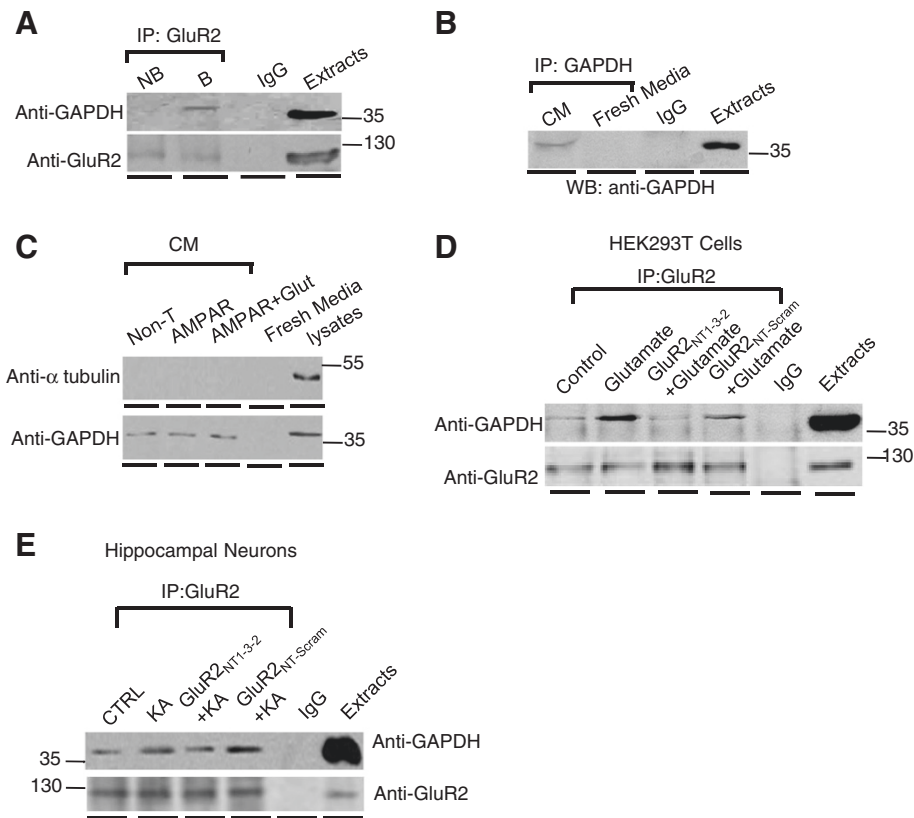 A
IP: GluR2
NB B IgG Extracts
Anti-GAPDH
35
130
Anti-GluR2
B
IP: GAPDH
CM Fresh Media IgG Extracts
35
WB: anti-GAPDH
C
CM
Non-T AMPAR AMPAR+Glut Fresh Media lysates
Anti-α tubulin
55
Anti-GAPDH
35
D
HEK293T Cells
IP:GluR2
Control Glutamate GluR2NT1-3-2 +Glutamate GluR2NT-Scram +Glutamate IgG Extracts
Anti-GAPDH
35
130
Anti-GluR2
E
Hippocampal Neurons
IP:GluR2
CTRL KA GluR2NT1-3-2 +KA GluR2NT-Scram +KA IgG Extracts
Anti-GAPDH
35
130
Anti-GluR2